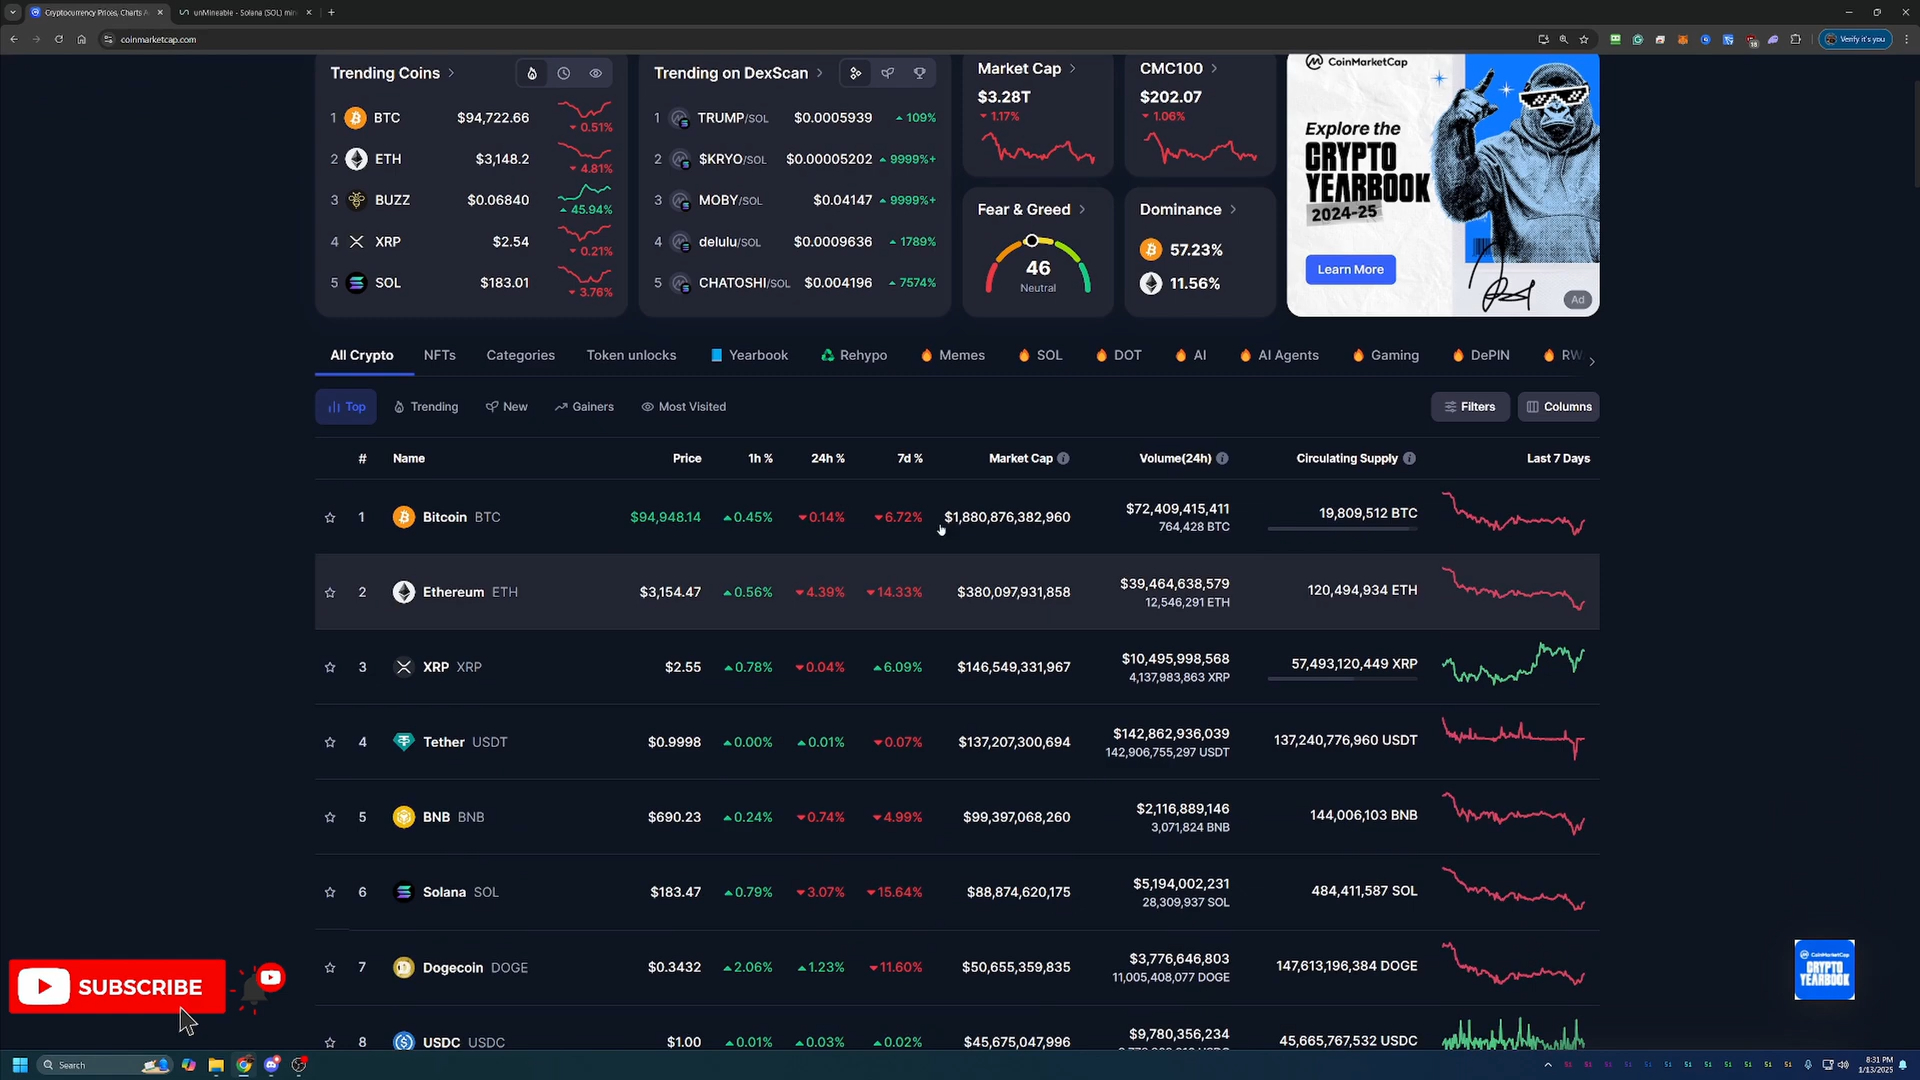 Cryptocurrency Prices, Charts A
unMineable - Solana (SOL) min
coinmarketcap.com
Verify it's you
Trending Coins
1 BTC $94,722.66 0.51%
2 ETH $3,148.2 4.81%
3 BUZZ $0.06840 45.94%
4 XRP $2.54 0.21%
5 SOL $183.01 3.76%
Trending on DexScan
1 TRUMP/SOL $0.0005939 109%
2 $KRYO/SOL $0.00005202 9999%+
3 MOBY/SOL $0.04147 9999%+
4 delulu/SOL $0.0009636 1789%
5 CHATOSHI/SOL $0.004196 7574%
Market Cap
$3.28T
1.17%
CMC100
$202.07
1.06%
Fear & Greed
46
Neutral
Dominance
57.23%
11.56%
CoinMarketCap
Explore the
CRYPTO
YEARBOOK
2024-25
Learn More
Ad
All Crypto NFTs Categories Token unlocks Yearbook Rehypo Memes SOL DOT AI AI Agents Gaming DePIN RW
Top Trending New Gainers Most Visited Filters Columns
# Name Price 1h % 24h % 7d % Market Cap Volume(24h) Circulating Supply Last 7 Days
1 Bitcoin BTC $94,948.14 0.45% 0.14% 6.72% $1,880,876,382,960 $72,409,415,411 19,809,512 BTC
764,428 BTC
2 Ethereum ETH $3,154.47 0.56% 4.39% 14.33% $380,097,931,858 $39,464,638,579 120,494,934 ETH
12,546,291 ETH
3 XRP XRP $2.55 0.78% 0.04% 6.09% $146,549,331,967 $10,495,998,568 57,493,120,449 XRP
4,137,983,863 XRP
4 Tether USDT $0.9998 0.00% 0.01% 0.07% $137,207,300,694 $142,862,936,039 137,240,776,960 USDT
142,906,755,297 USDT
5 BNB BNB $690.23 0.24% 0.74% 4.99% $99,397,068,260 $2,116,889,146 144,006,103 BNB
3,071,824 BNB
6 Solana SOL $183.47 0.79% 3.07% 15.64% $88,874,620,175 $5,194,002,231 484,411,587 SOL
28,309,937 SOL
7 Dogecoin DOGE $0.3432 2.06% 1.23% 11.60% $50,655,359,835 $3,776,646,803 147,613,196,384 DOGE
11,005,408,077 DOGE
8 USDC USDC $1.00 0.01% 0.03% 0.02% $45,675,047,996 $9,780,356,234 45,665,767,532 USDC
SUBSCRIBE
CoinMarketCap
CRYPTO
YEARBOOK
Search
8:31 PM
1/13/2025